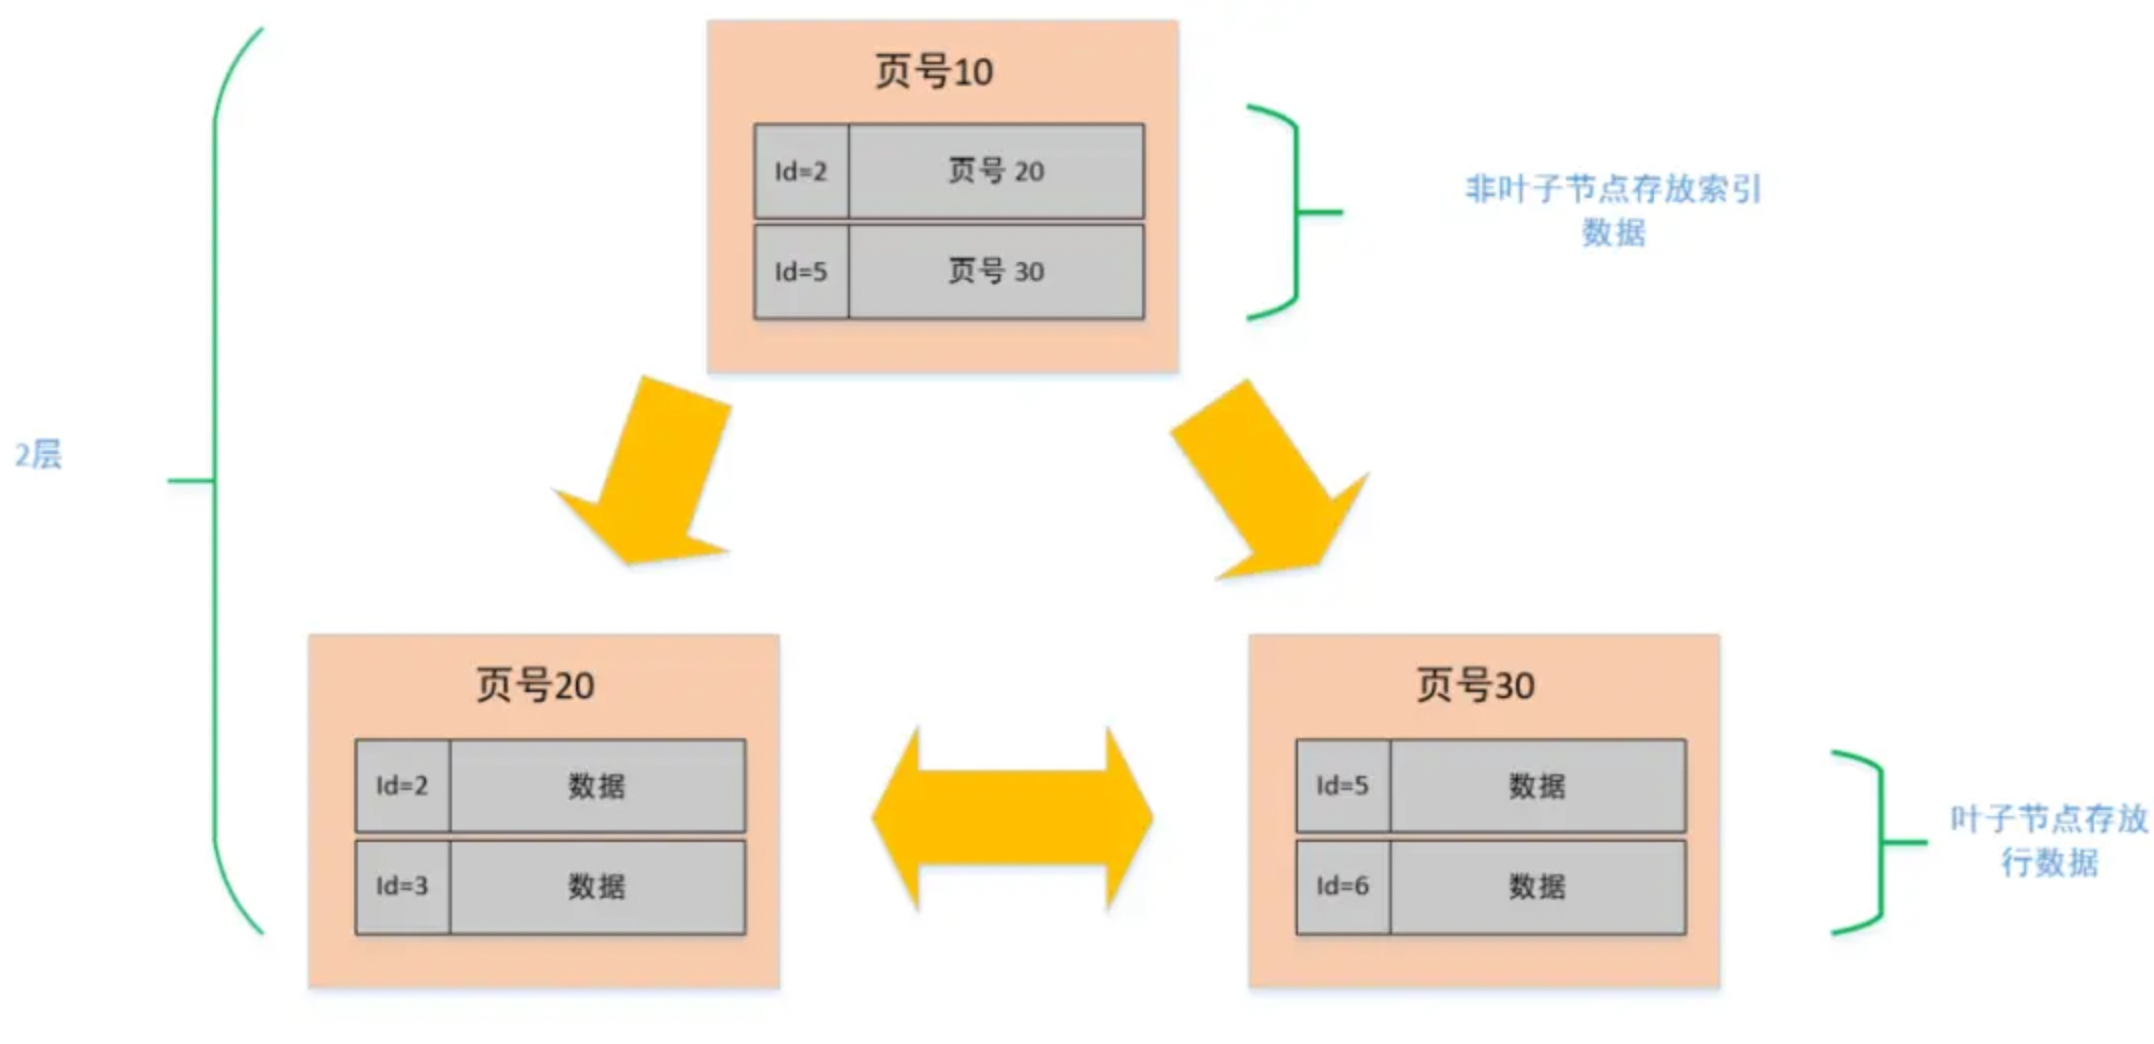 页号10
Id=2 页号 20
Id=5 页号 30
非叶子节点存放索引
数据
2层
页号20
Id=2 数据
Id=3 数据
页号30
Id=5 数据
Id=6 数据
叶子节点存放
行数据